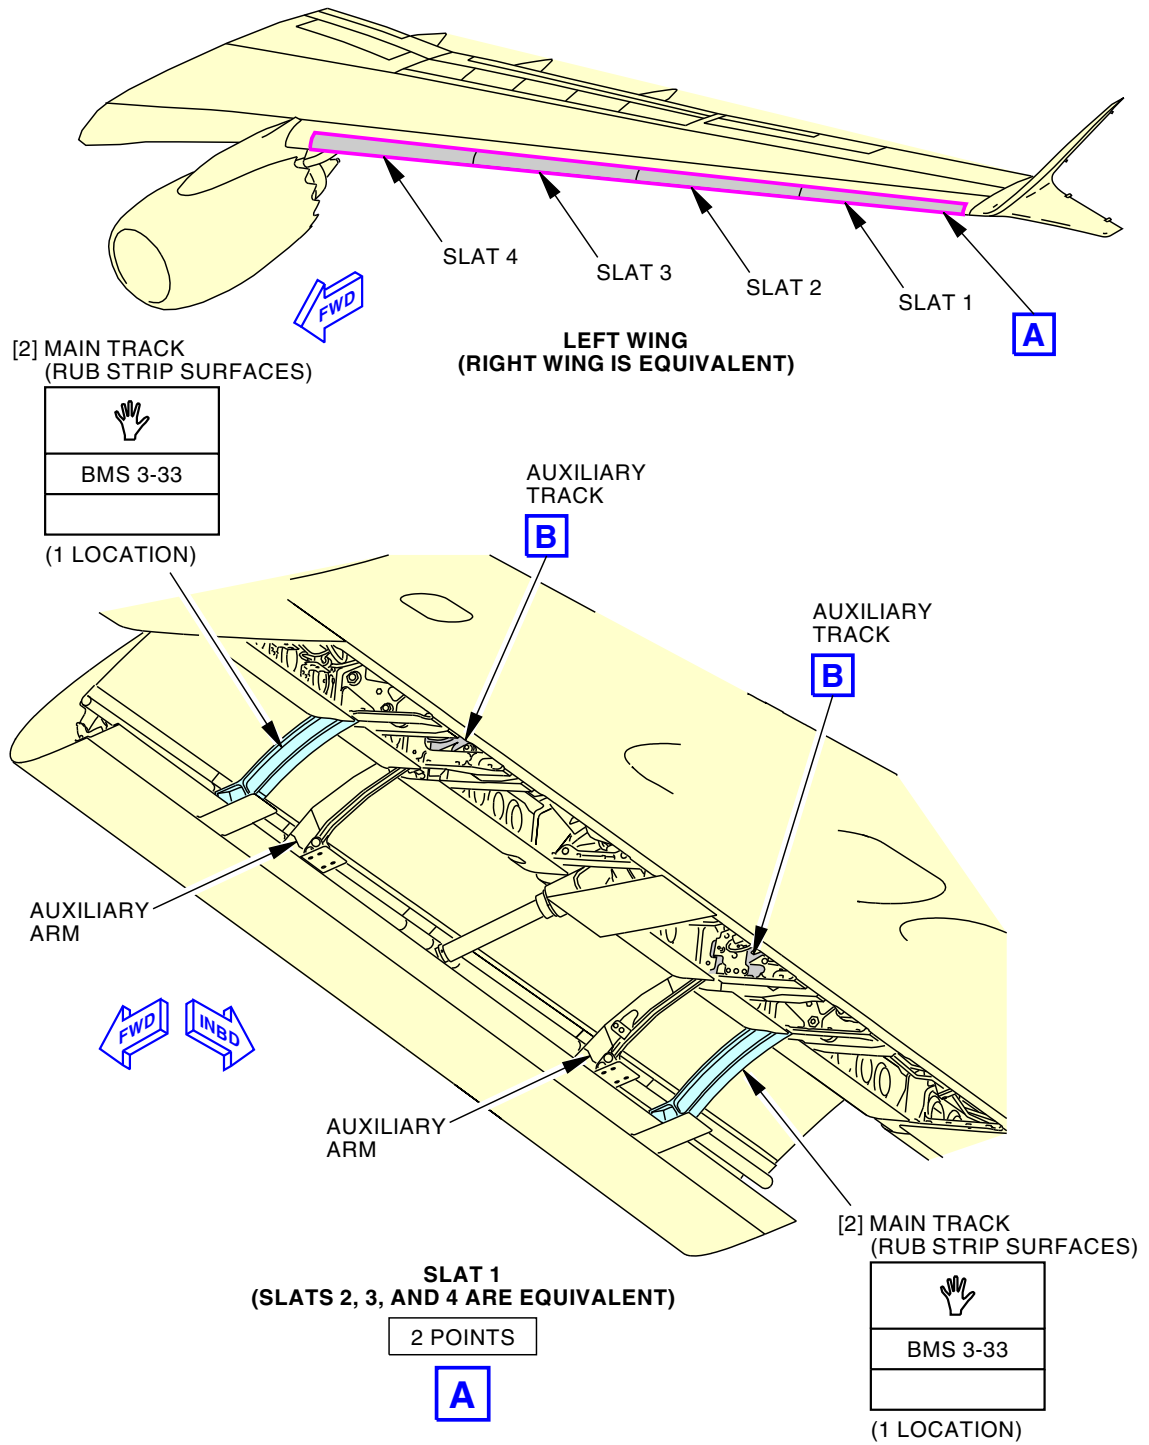 SLAT 4
SLAT 3
SLAT 2
SLAT 1
A
FWD
LEFT WING
(RIGHT WING IS EQUIVALENT)
[2] MAIN TRACK
(RUB STRIP SURFACES)
BMS 3-33
(1 LOCATION)
AUXILIARY
TRACK
B
AUXILIARY
TRACK
B
AUXILIARY
ARM
FWD
INBD
AUXILIARY
ARM
[2] MAIN TRACK
(RUB STRIP SURFACES)
BMS 3-33
(1 LOCATION)
SLAT 1
(SLATS 2, 3, AND 4 ARE EQUIVALENT)
2 POINTS
A